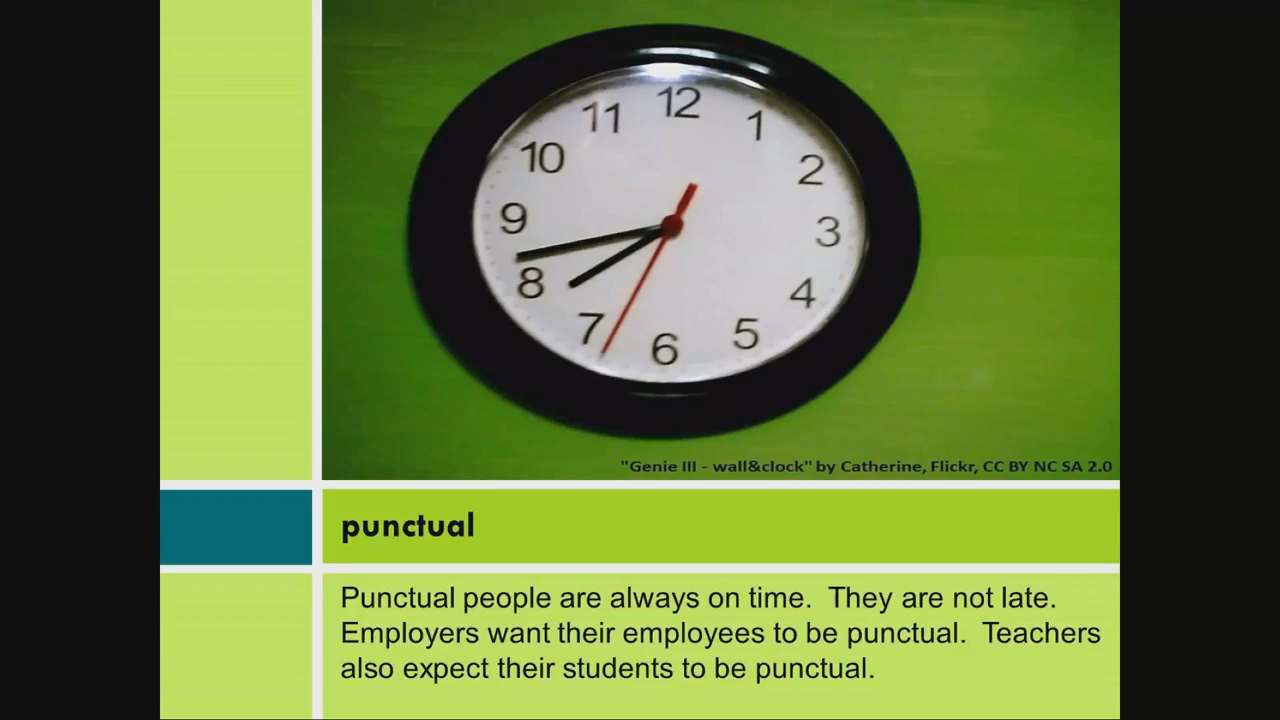 12
11
1
10
2
9
3
8
4
7
5
6
"Genie III - wall&clock" by Catherine, Flickr, CC BY NC SA 2.0
punctual
Punctual people are always on time.  They are not late.
Employers want their employees to be punctual.  Teachers
also expect their students to be punctual.